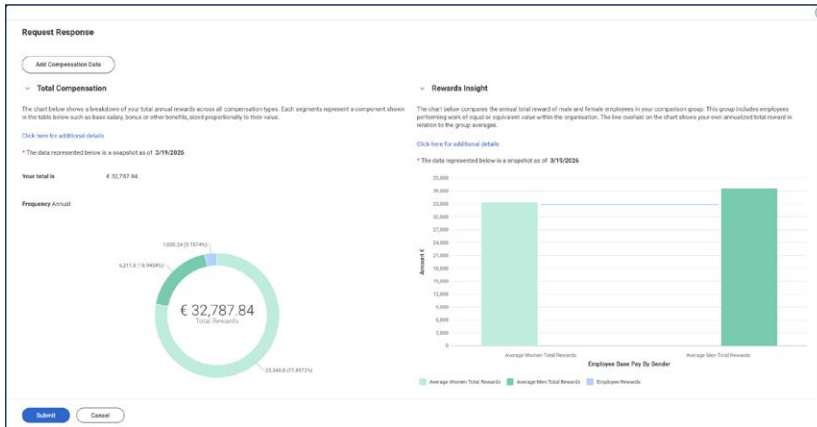 Request Response
Add Compensation Data
Total Compensation
The chart below shows a breakdown of your total annual rewards across all compensation types. Each segments represent a component shown
in the table below such as base salary, bonus or other benefits, sized proportionally to their value.
Click here for additional details
* The data represented below is a snapshot as of 3/19/2026
Your total is € 32,787.84
Frequency Annual
€ 32,787.84
Total Rewards
Rewards Insight
The chart below compares the annual total reward of male and female employees in your comparison group. This group includes employees
performing work of equal or equivalent value within the organisation. The line overlaid on the chart shows your own annualized total reward in
relation to the group averages.
Click here for additional details
* The data represented below is a snapshot as of 3/19/2026
Amount €
30,000
27,000
24,000
21,000
18,000
15,000
12,000
9,000
6,000
3,000
0
Average Women Total Rewards
Average Men Total Rewards
Employee Base Pay By Gender
Average Women Total Rewards
Average Men Total Rewards
Employee Rewards
Submit
Cancel